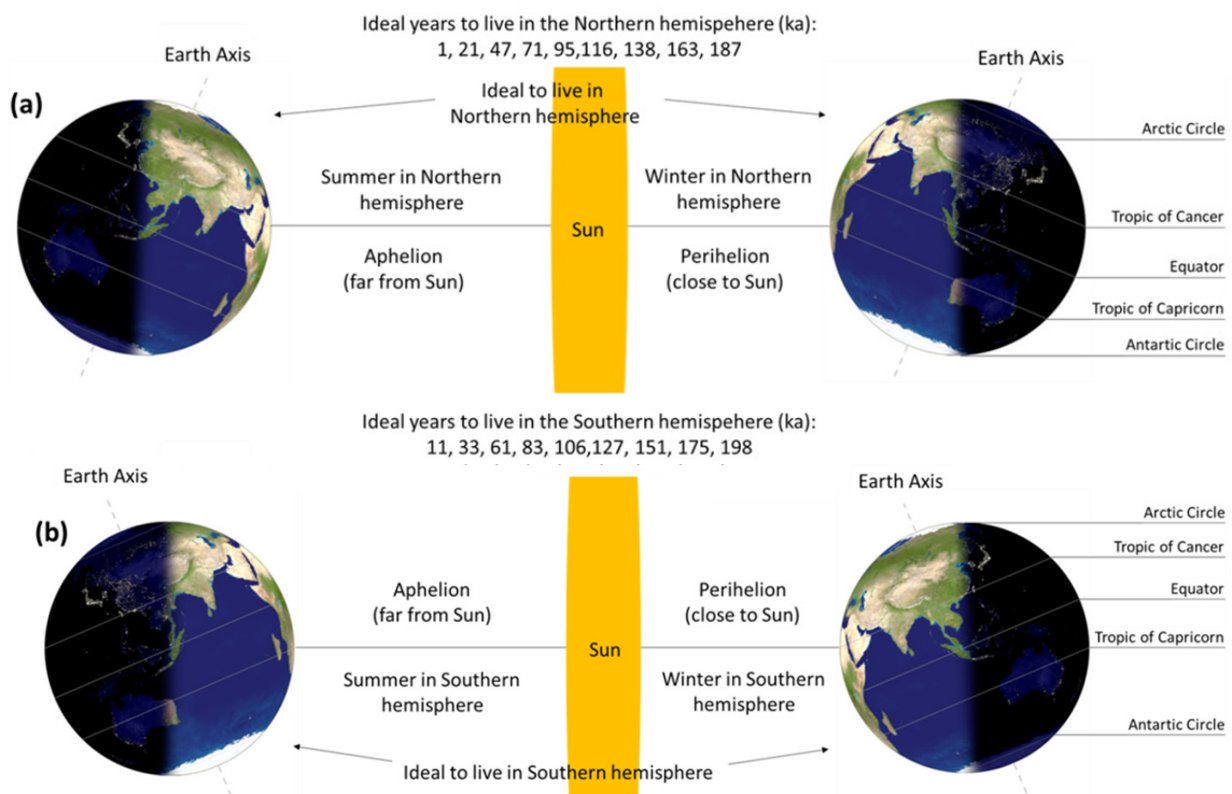 Ideal years to live in the Northern hemispehere (ka):
1, 21, 47, 71, 95,116, 138, 163, 187
Earth Axis
Earth Axis
(a)
Ideal to live in
Northern hemisphere
Arctic Circle
Summer in Northern
hemisphere
Winter in Northern
hemisphere
Tropic of Cancer
Sun
Aphelion
(far from Sun)
Perihelion
(close to Sun)
Equator
Tropic of Capricorn
Antartic Circle
Ideal years to live in the Southern hemispehere (ka):
11, 33, 61, 83, 106,127, 151, 175, 198
Earth Axis
Earth Axis
(b)
Arctic Circle
Tropic of Cancer
Aphelion
(far from Sun)
Perihelion
(close to Sun)
Equator
Sun
Tropic of Capricorn
Summer in Southern
hemisphere
Winter in Southern
hemisphere
Antartic Circle
Ideal to live in Southern hemisphere